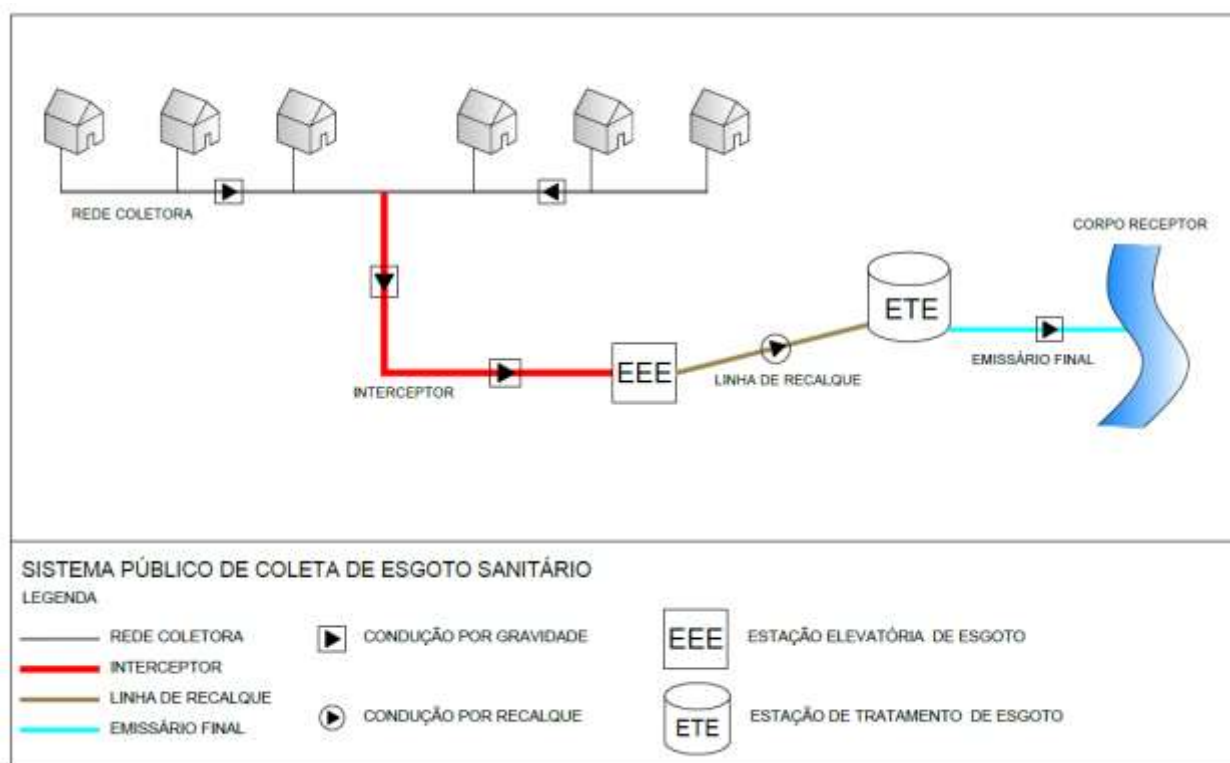 REDE COLETORA
CORPO RECEPTOR
ETE
EMISSÁRIO FINAL
EEE
LINHA DE RECALQUE
INTERCEPTOR
SISTEMA PÚBLICO DE COLETA DE ESGOTO SANITÁRIO
LEGENDA
REDE COLETORA
INTERCEPTOR
LINHA DE RECALQUE
EMISSÁRIO FINAL
CONDUÇÃO POR GRAVIDADE
CONDUÇÃO POR RECALQUE
EEE ESTAÇÃO ELEVATÓRIA DE ESGOTO
ETE ESTAÇÃO DE TRATAMENTO DE ESGOTO